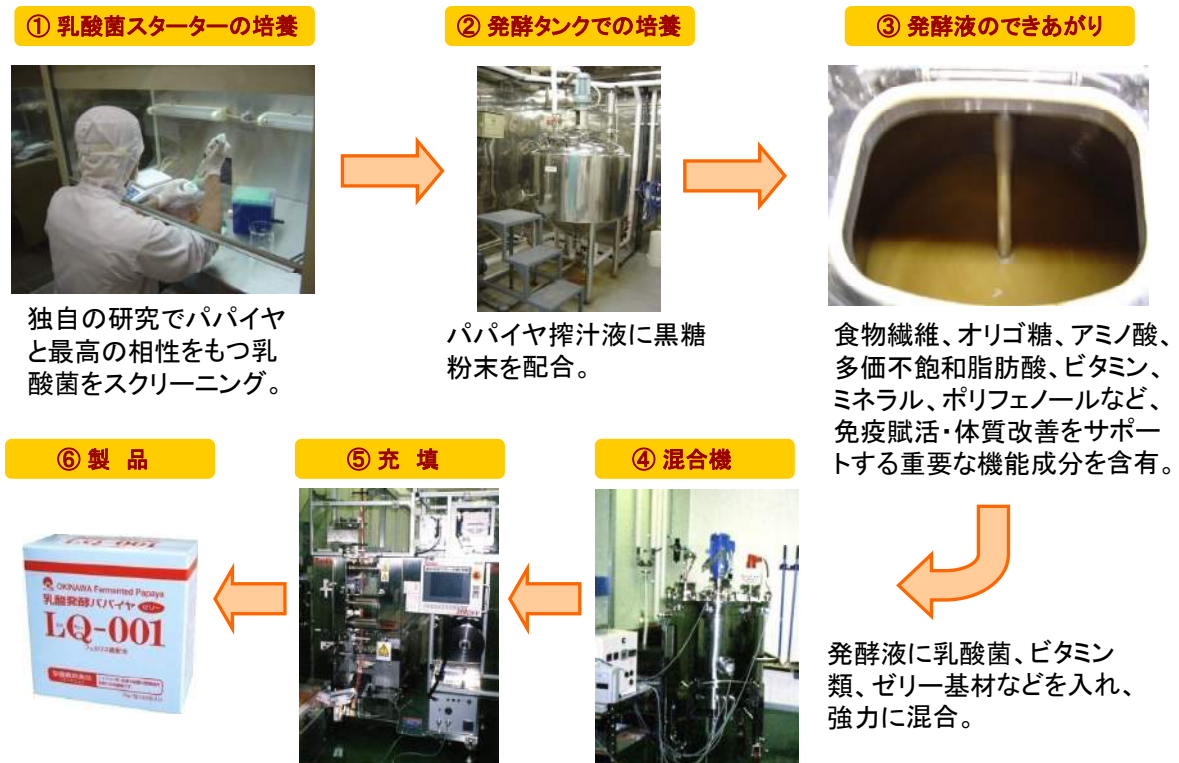 ① 乳酸菌スターターの培養
② 発酵タンクでの培養
③ 発酵液のできあがり
独自の研究でパパイヤ
と最高の相性をもつ乳
酸菌をスクリーニング。
パパイヤ搾汁液に黒糖
粉末を配合。
食物繊維、オリゴ糖、アミノ酸、
多価不飽和脂肪酸、ビタミン、
ミネラル、ポリフェノールなど、
免疫賦活・体質改善をサポー
トする重要な機能成分を含有。
④ 混合機
発酵液に乳酸菌、ビタミン
類、ゼリー基材などを入れ、
強力に混合。
⑤ 充 填
⑥ 製 品
LQ-001
OKINAWA Fermented Papaya
乳酸発酵パパイヤ ゼリー
LQ-001